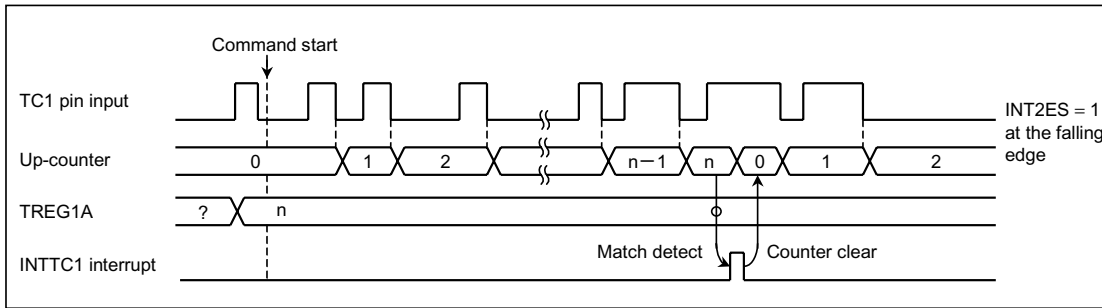 Command start
TC1 pin input
INT2ES = 1
at the falling
edge
Up-counter
0 1 2 n−1 n 0 1 2
TREG1A
? n
Match detect Counter clear
INTTC1 interrupt